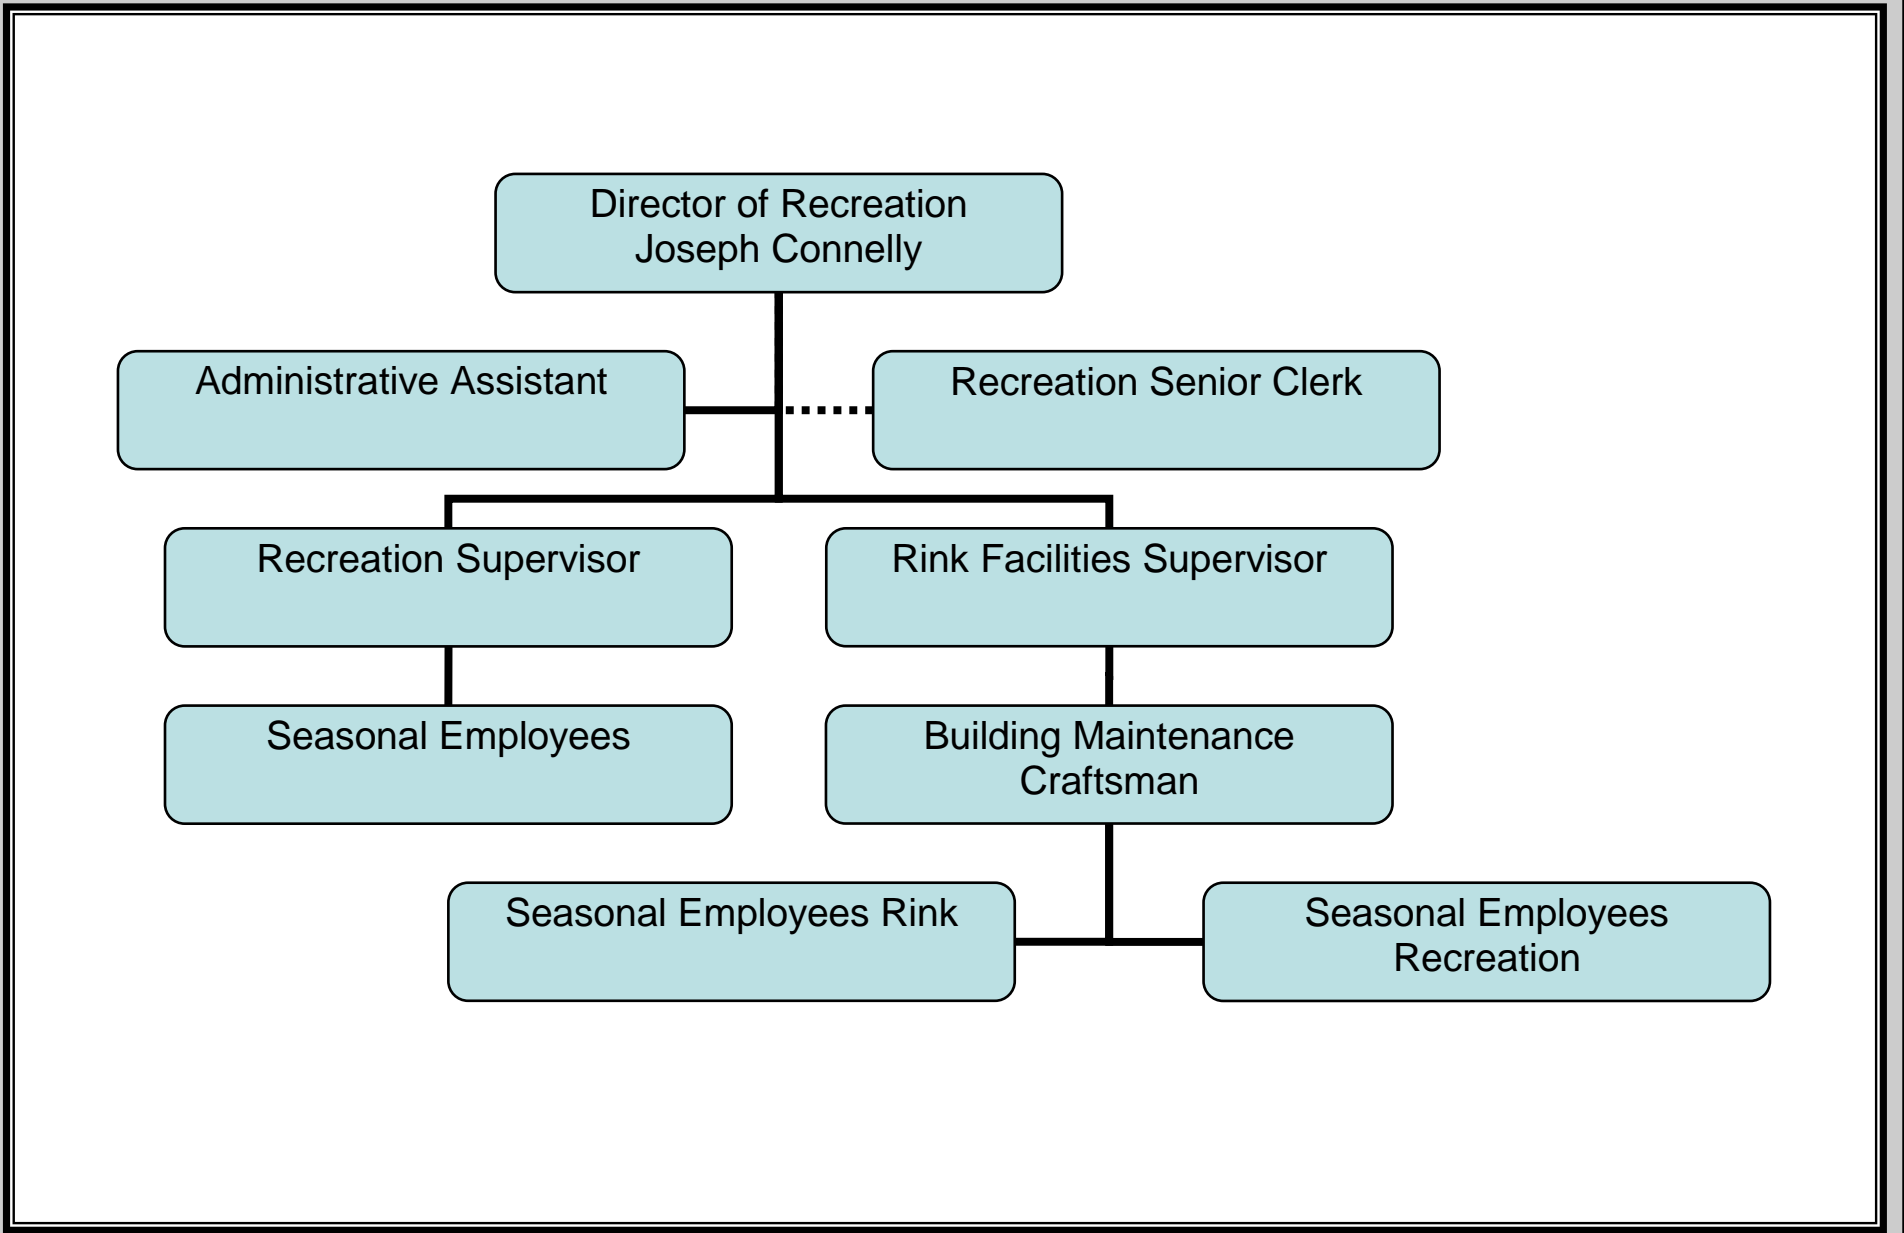 Director of Recreation
Joseph Connelly
Administrative Assistant
Recreation Senior Clerk
Recreation Supervisor
Rink Facilities Supervisor
Seasonal Employees
Building Maintenance
Craftsman
Seasonal Employees Rink
Seasonal Employees
Recreation